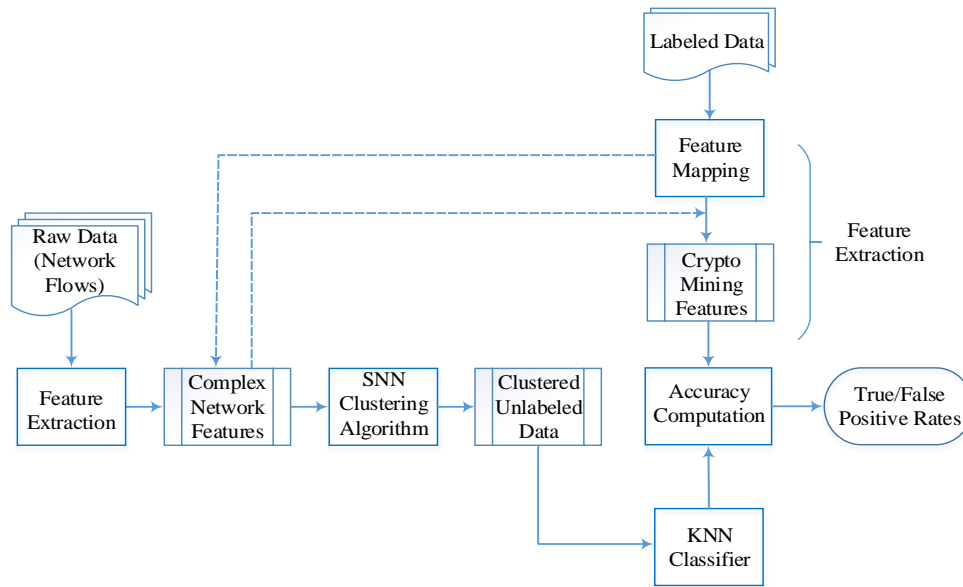 Labeled Data
Feature
Mapping
Feature
Extraction
Raw Data
(Network
Flows)
Crypto
Mining
Features
Feature
Extraction
Complex
Network
Features
SNN
Clustering
Algorithm
Clustered
Unlabeled
Data
Accuracy
Computation
True/False
Positive Rates
KNN
Classifier